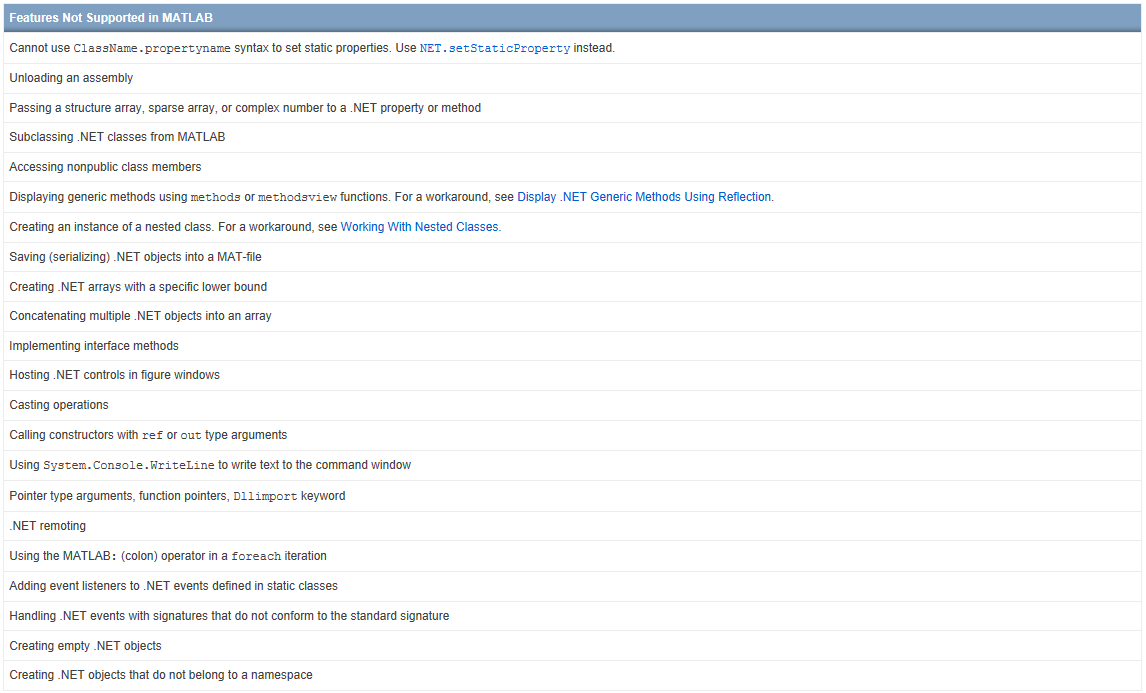 Features Not Supported in MATLAB
Cannot use ClassName.propertyname syntax to set static properties. Use NET.setStaticProperty instead.
Unloading an assembly
Passing a structure array, sparse array, or complex number to a .NET property or method
Subclassing .NET classes from MATLAB
Accessing nonpublic class members
Displaying generic methods using methods or methodsview functions. For a workaround, see Display .NET Generic Methods Using Reflection.
Creating an instance of a nested class. For a workaround, see Working With Nested Classes.
Saving (serializing) .NET objects into a MAT-file
Creating .NET arrays with a specific lower bound
Concatenating multiple .NET objects into an array
Implementing interface methods
Hosting .NET controls in figure windows
Casting operations
Calling constructors with ref or out type arguments
Using System.Console.WriteLine to write text to the command window
Pointer type arguments, function pointers, Dllimport keyword
.NET remoting
Using the MATLAB: (colon) operator in a foreach iteration
Adding event listeners to .NET events defined in static classes
Handling .NET events with signatures that do not conform to the standard signature
Creating empty .NET objects
Creating .NET objects that do not belong to a namespace